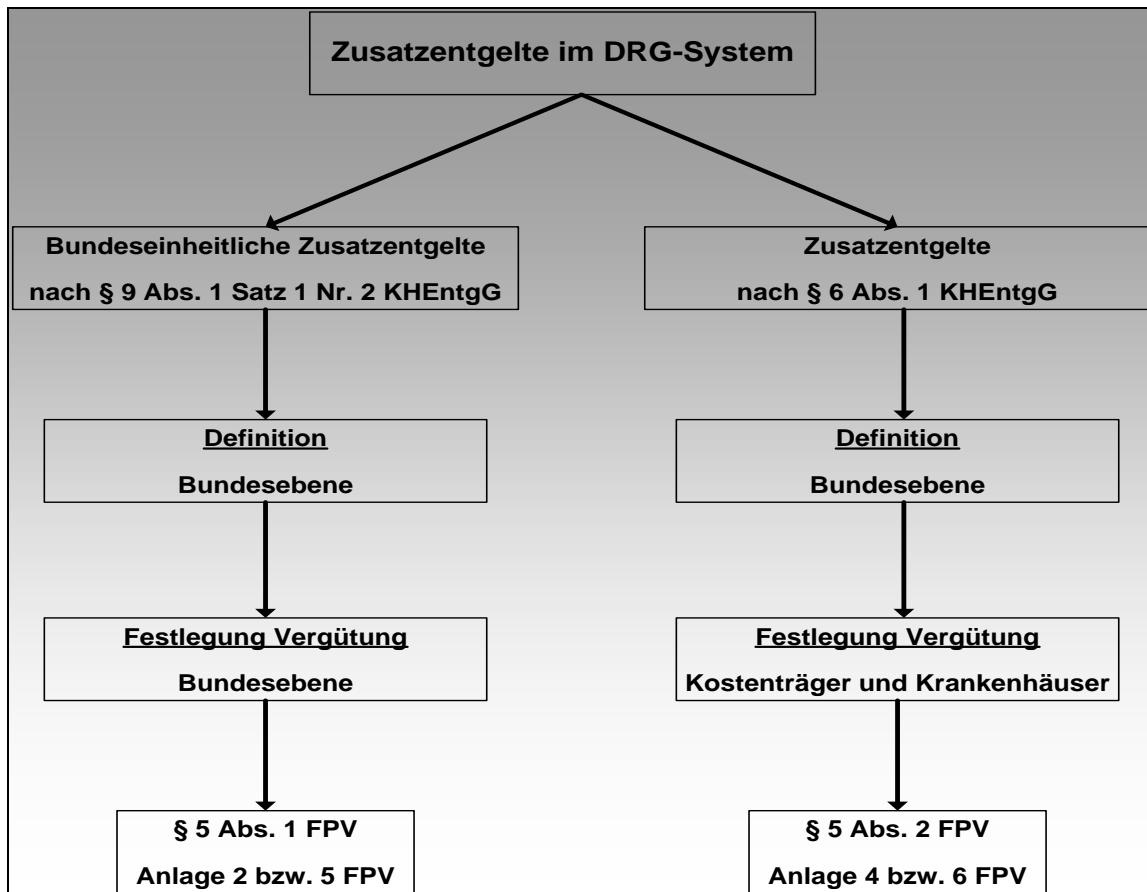 Zusatzentgelte im DRG-System
Bundeseinheitliche Zusatzentgelte
nach § 9 Abs. 1 Satz 1 Nr. 2 KHEntgG
Zusatzentgelte
nach § 6 Abs. 1 KHEntgG
Definition
Bundesebene
Definition
Bundesebene
Festlegung Vergütung
Bundesebene
Festlegung Vergütung
Kostenträger und Krankenhäuser
§ 5 Abs. 1 FPV
Anlage 2 bzw. 5 FPV
§ 5 Abs. 2 FPV
Anlage 4 bzw. 6 FPV